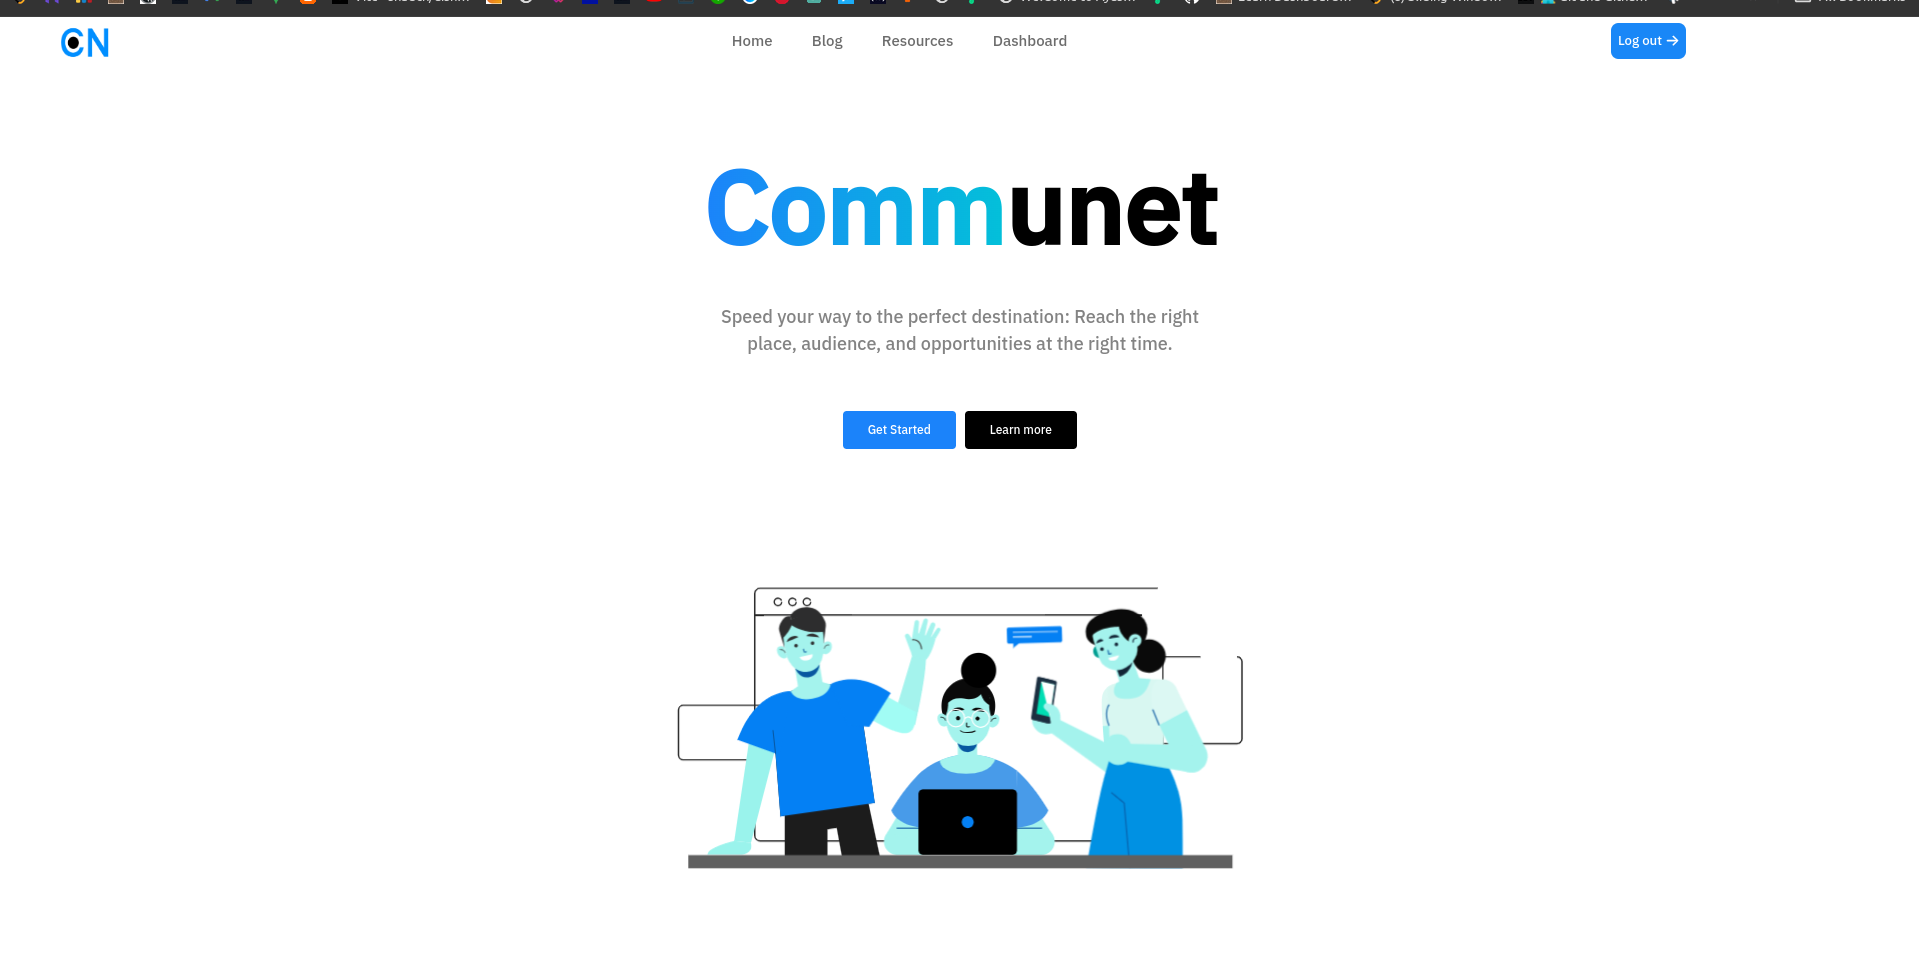 CN
Home Blog Resources Dashboard
Log out →
Communet
Speed your way to the perfect destination: Reach the right
place, audience, and opportunities at the right time.
Get Started Learn more